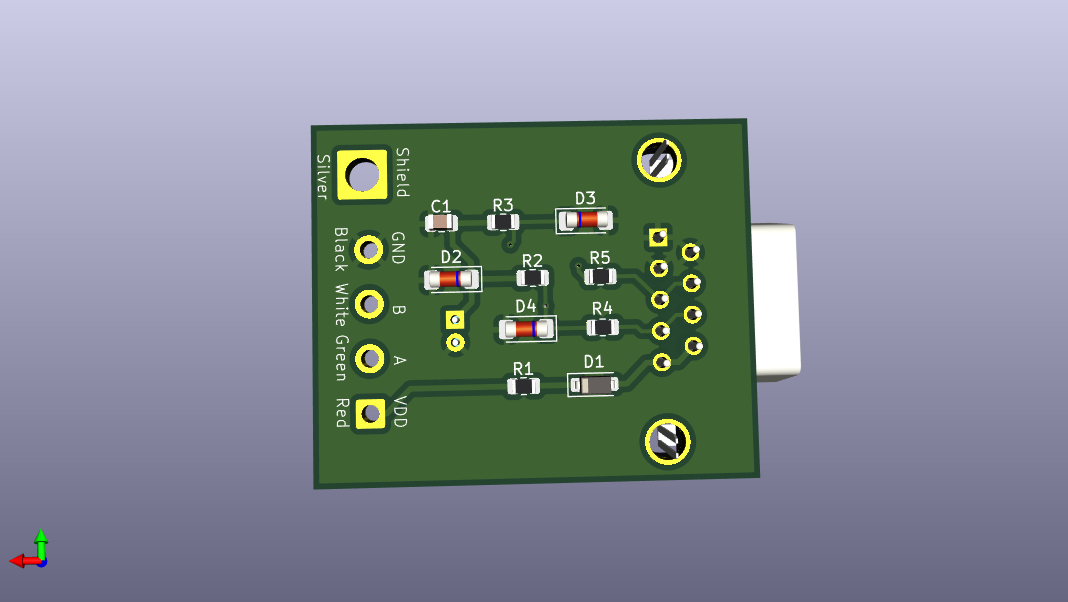 Silver
Shield
C1
R3
D3
Black
GND
D2
R2
R5
White
B
D4
R4
Green
A
R1
D1
Red
VDD